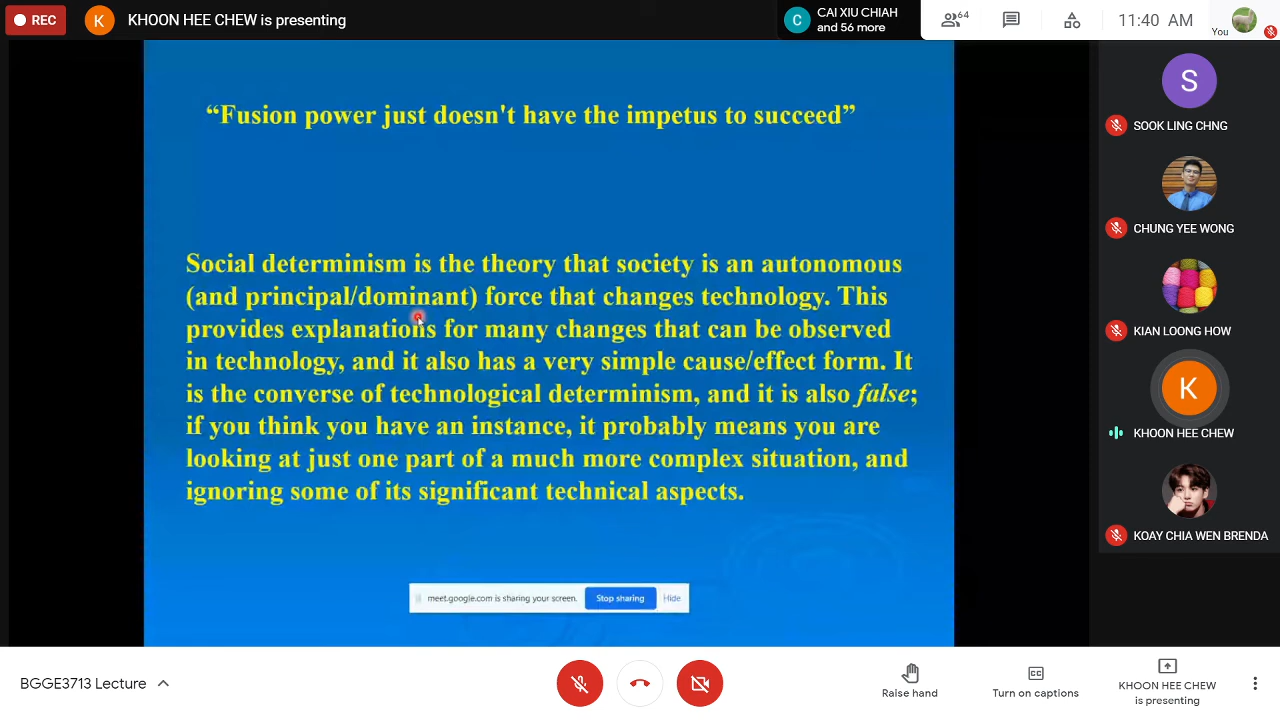 REC
K
KHOON HEE CHEW is presenting
C
CAI XIU CHIAH
and 56 more
64
11:40 AM
You
“Fusion power just doesn't have the impetus to succeed”
Social determinism is the theory that society is an autonomous
(and principal/dominant) force that changes technology. This
provides explanations for many changes that can be observed
in technology, and it also has a very simple cause/effect form. It
is the converse of technological determinism, and it is also false;
if you think you have an instance, it probably means you are
looking at just one part of a much more complex situation, and
ignoring some of its significant technical aspects.
meet.google.com is sharing your screen.
Stop sharing
Hide
S
SOOK LING CHNG
CHUNG YEE WONG
KIAN LOONG HOW
K
KHOON HEE CHEW
KOAY CHIA WEN BRENDA
BGGE3713 Lecture
Raise hand
CC
Turn on captions
KHOON HEE CHEW
is presenting